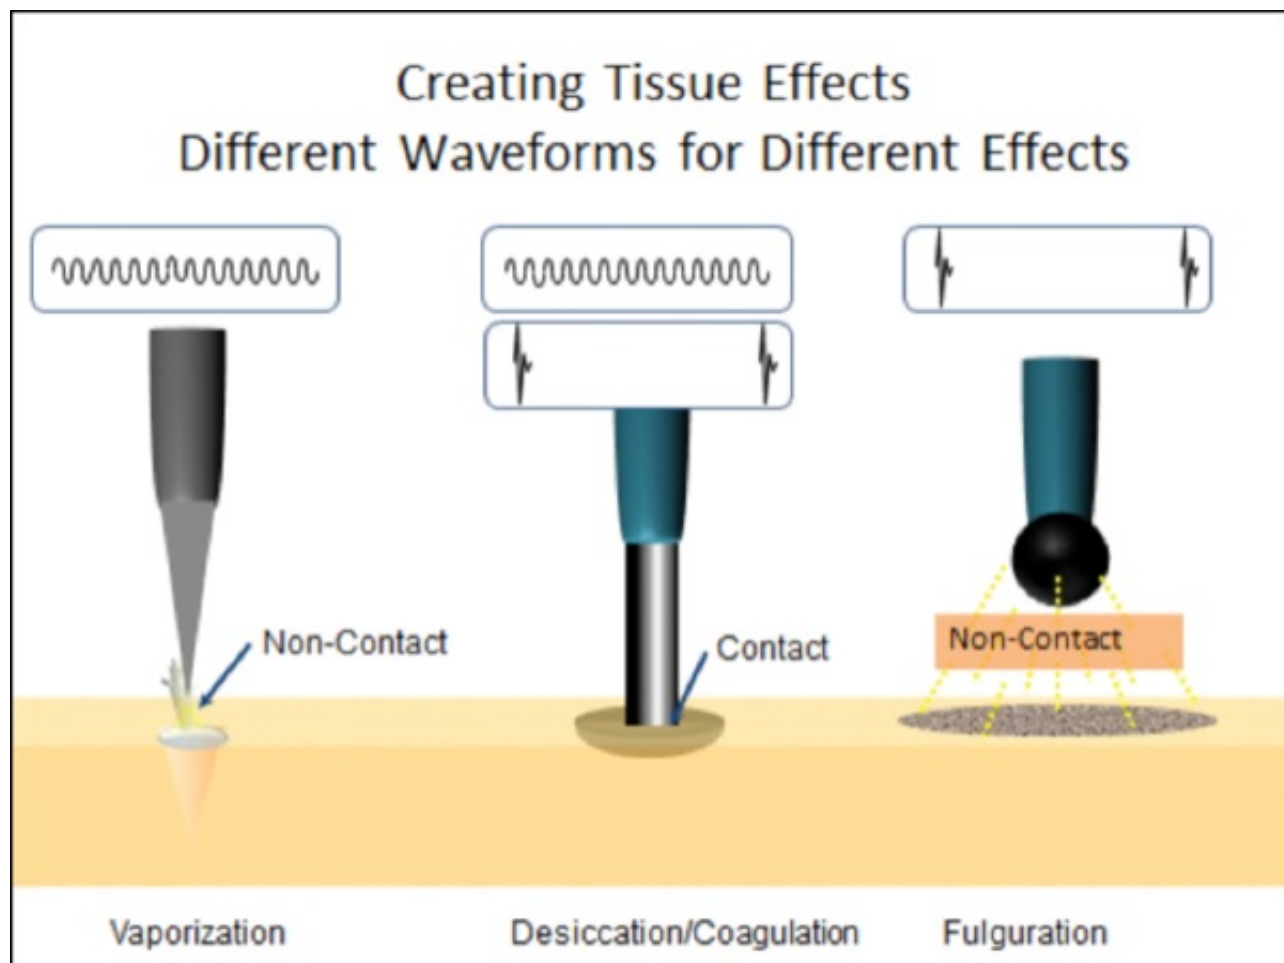 Creating Tissue Effects
Different Waveforms for Different Effects
Non-Contact
Contact
Non-Contact
Vaporization
Desiccation/Coagulation
Fulguration